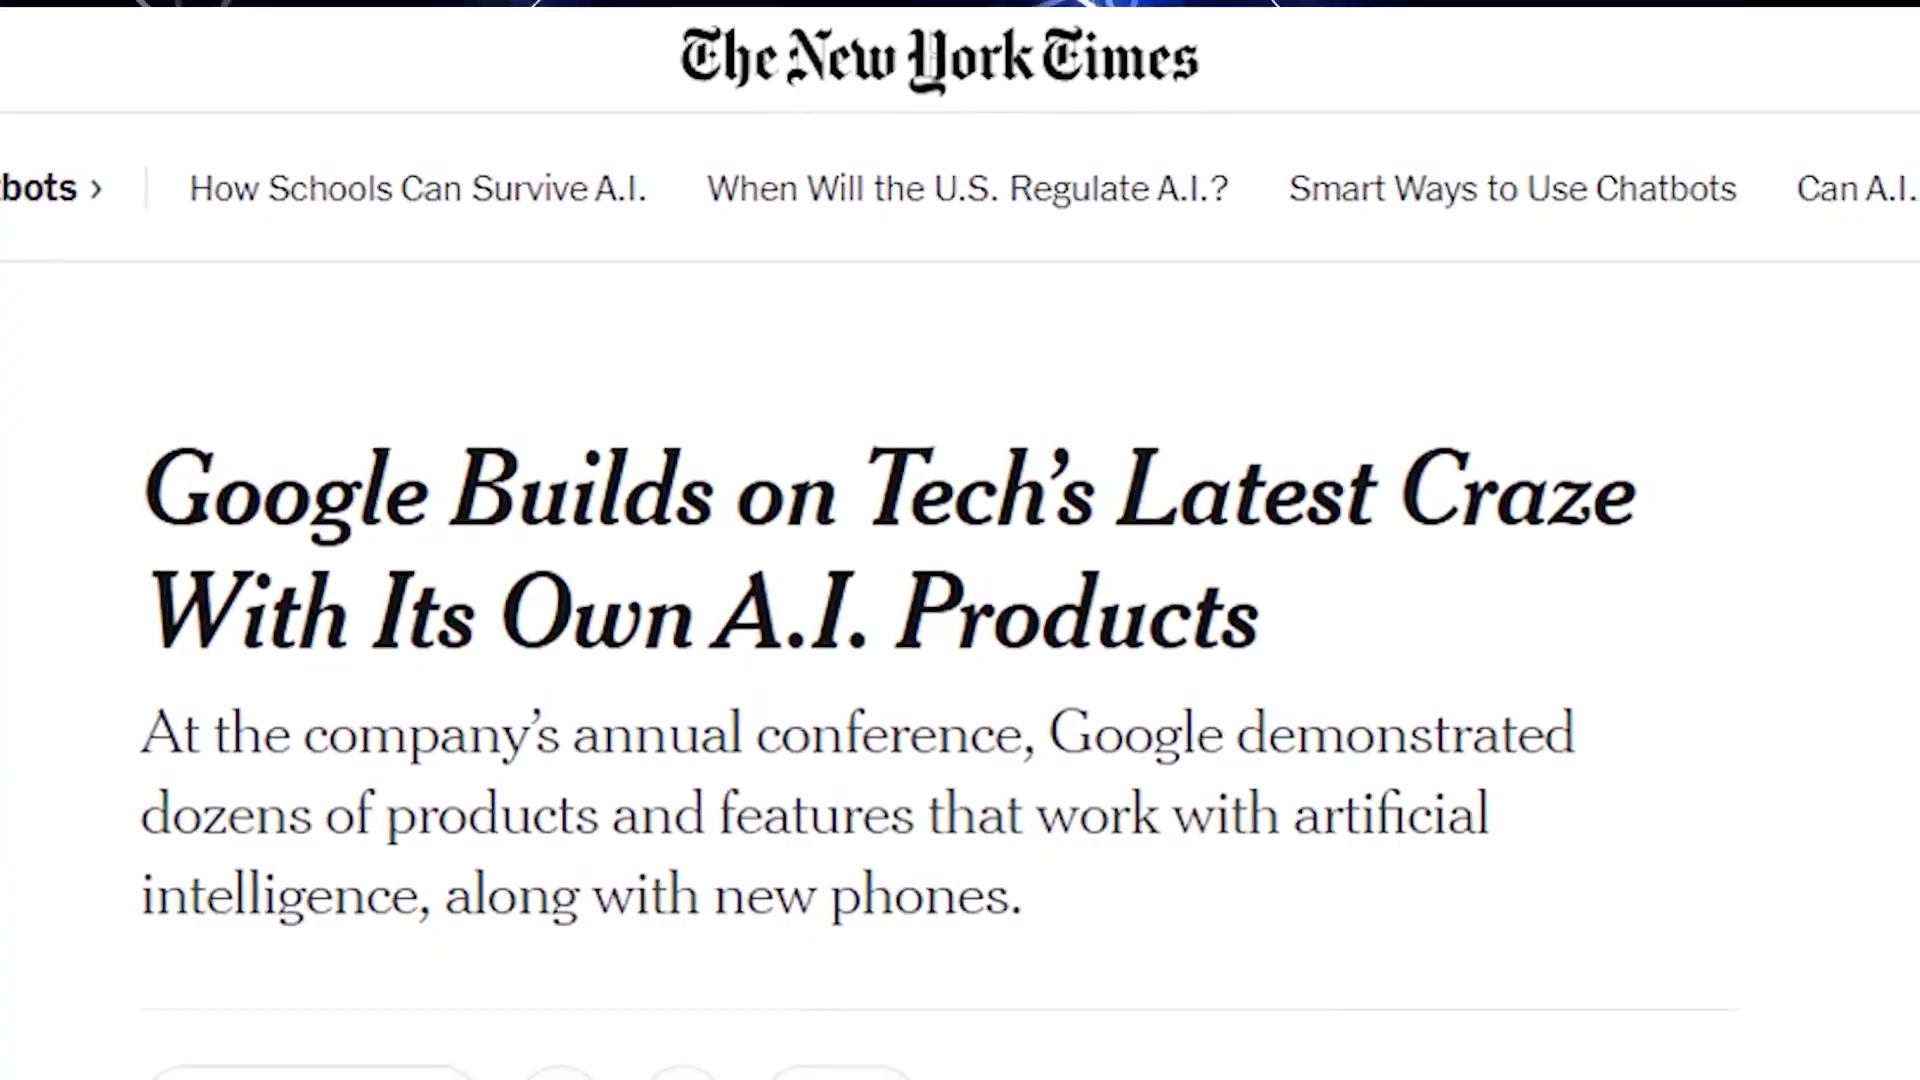 The New York Times
bots › How Schools Can Survive A.I. When Will the U.S. Regulate A.I.? Smart Ways to Use Chatbots Can A.I.
Google Builds on Tech’s Latest Craze
With Its Own A.I. Products
At the company’s annual conference, Google demonstrated
dozens of products and features that work with artificial
intelligence, along with new phones.